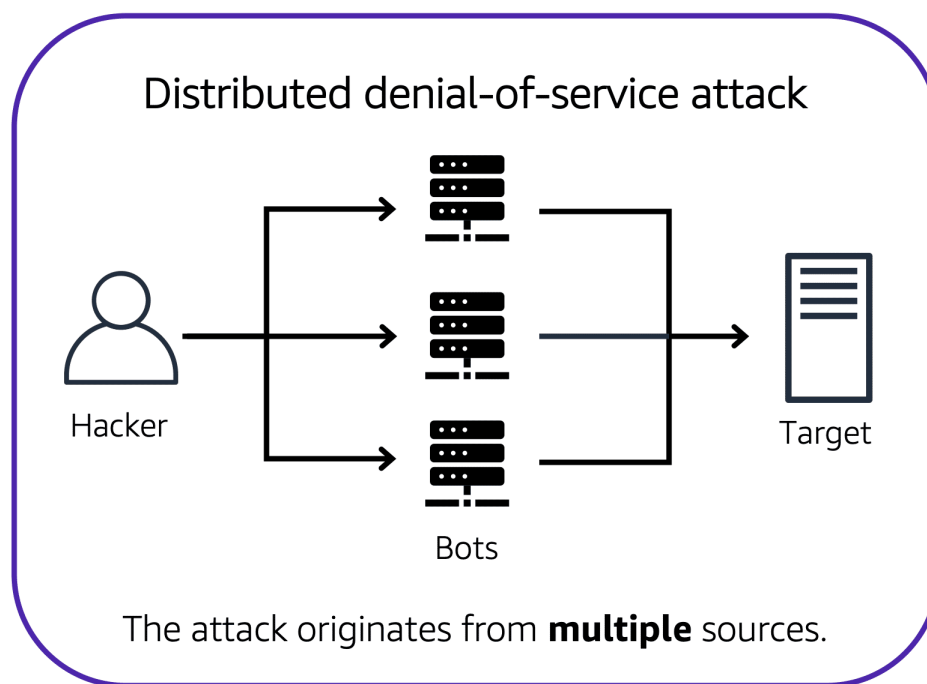 Distributed denial-of-service attack
Hacker
Bots
Target
The attack originates from multiple sources.